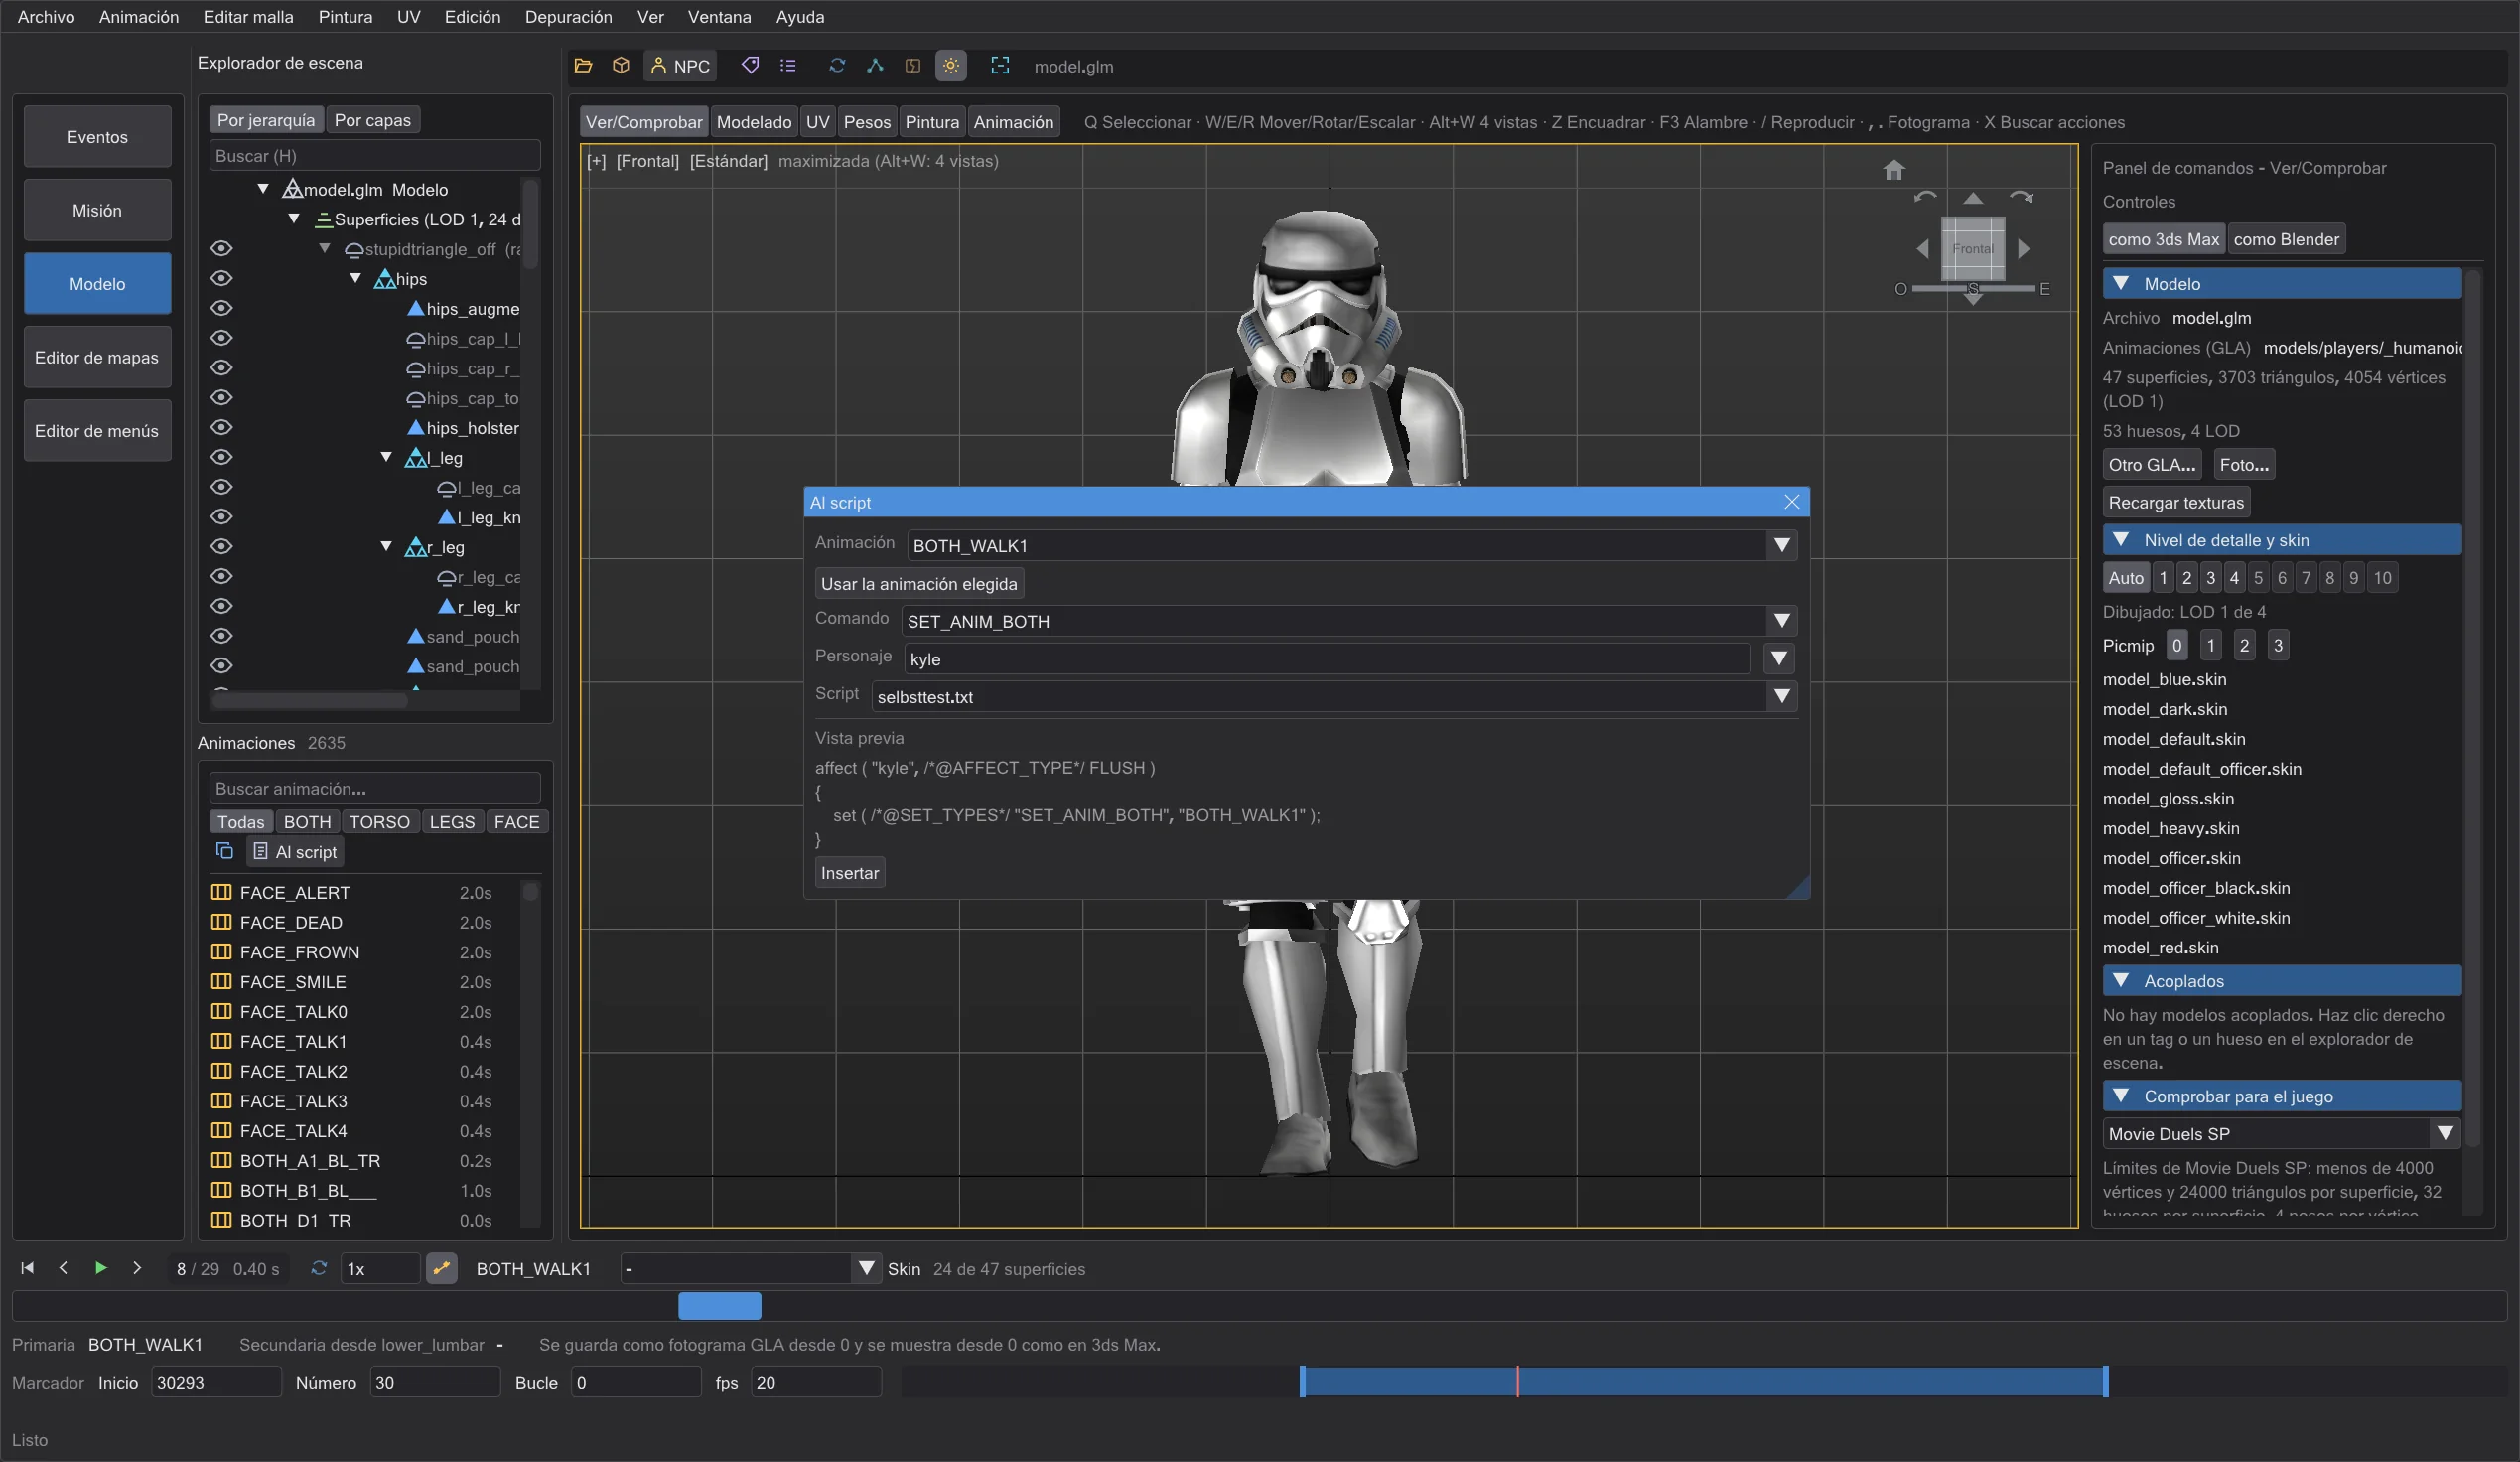 Archivo Animación Editar malla Pintura UV Edición Depuración Ver Ventana Ayuda
Explorador de escena
NPC
model.glm
Eventos
Misión
Modelo
Editor de mapas
Editor de menús
Por jerarquía Por capas
Buscar (H)
model.glm Modelo
Superficies (LOD 1, 24 d
stupidtriangle_off (ra
hips
hips_augme
hips_cap_l_l
hips_cap_r_
hips_cap_to
hips_holster
l_leg
l_leg_ca
l_leg_kn
r_leg
r_leg_ca
r_leg_kn
sand_pouch
sand_pouch
Animaciones 2635
Buscar animación...
Todas BOTH TORSO LEGS FACE
Al script
FACE_ALERT 2.0s
FACE_DEAD 2.0s
FACE_FROWN 2.0s
FACE_SMILE 2.0s
FACE_TALK0 2.0s
FACE_TALK1 0.4s
FACE_TALK2 0.4s
FACE_TALK3 0.4s
FACE_TALK4 0.4s
BOTH_A1_BL_TR 0.2s
BOTH_B1_BL___ 1.0s
BOTH D1 TR 0.0s
Ver/Comprobar Modelado UV Pesos Pintura Animación
Q Seleccionar · W/E/R Mover/Rotar/Escalar · Alt+W 4 vistas · Z Encuadrar · F3 Alambre · / Reproducir · , . Fotograma · X Buscar acciones
[+] [Frontal] [Estándar] maximizada (Alt+W: 4 vistas)
Frontal
O S E
Al script
Animación BOTH_WALK1
Usar la animación elegida
Comando SET_ANIM_BOTH
Personaje kyle
Script selbsttest.txt
Vista previa
affect ( "kyle", /*@AFFECT_TYPE*/ FLUSH )
{
set ( /*@SET_TYPES*/ "SET_ANIM_BOTH", "BOTH_WALK1" );
}
Insertar
Panel de comandos - Ver/Comprobar
Controles
como 3ds Max como Blender
Modelo
Archivo model.glm
Animaciones (GLA) models/players/_humanoid
47 superficies, 3703 triángulos, 4054 vértices
(LOD 1)
53 huesos, 4 LOD
Otro GLA... Foto...
Recargar texturas
Nivel de detalle y skin
Auto 1 2 3 4 5 6 7 8 9 10
Dibujado: LOD 1 de 4
Picmip 0 1 2 3
model_blue.skin
model_dark.skin
model_default.skin
model_default_officer.skin
model_gloss.skin
model_heavy.skin
model_officer.skin
model_officer_black.skin
model_officer_white.skin
model_red.skin
Acoplados
No hay modelos acoplados. Haz clic derecho
en un tag o un hueso en el explorador de
escena.
Comprobar para el juego
Movie Duels SP
Límites de Movie Duels SP: menos de 4000
vértices y 24000 triángulos por superficie, 32
huesos por superficie, 4 pesos por vértice
8 / 29 0.40 s 1x BOTH_WALK1 - Skin 24 de 47 superficies
Primaria BOTH_WALK1 Secundaria desde lower_lumbar - Se guarda como fotograma GLA desde 0 y se muestra desde 0 como en 3ds Max.
Marcador Inicio 30293 Número 30 Bucle 0 fps 20
Listo